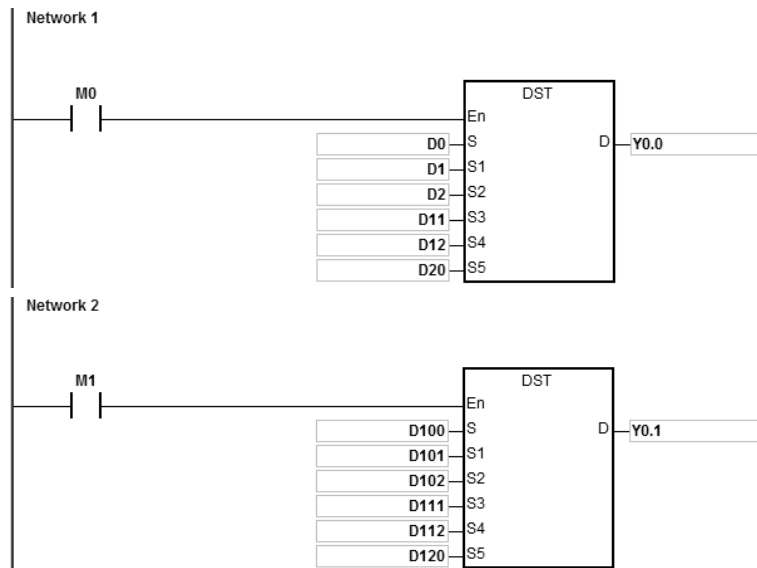 Network 1
M0
DST
En
D0 S D Y0.0
D1 S1
D2 S2
D11 S3
D12 S4
D20 S5
Network 2
M1
DST
En
D100 S D Y0.1
D101 S1
D102 S2
D111 S3
D112 S4
D120 S5